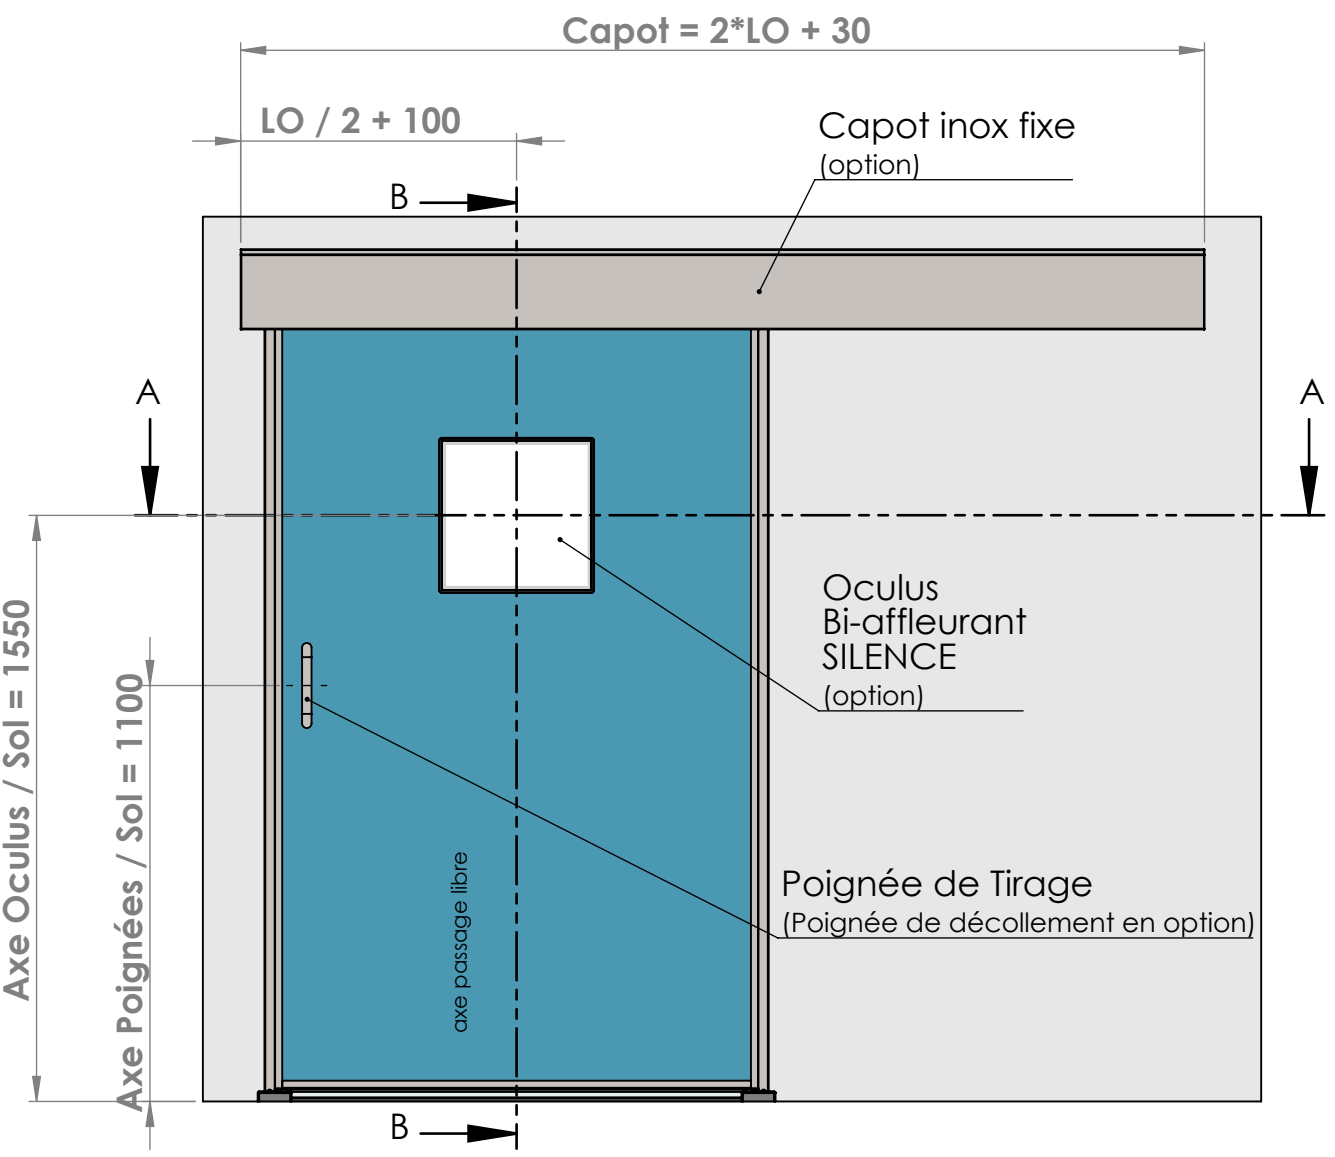 Capot = 2*LO + 30
LO / 2 + 100
Capot inox fixe
(option)
B
A
A
Oculus
Bi-affleurant
SILENCE
(option)
Axe Oculus / Sol = 1550
Axe Poignées / Sol = 1100
axe passage libre
Poignée de Tirage
(Poignée de décollement en option)
B